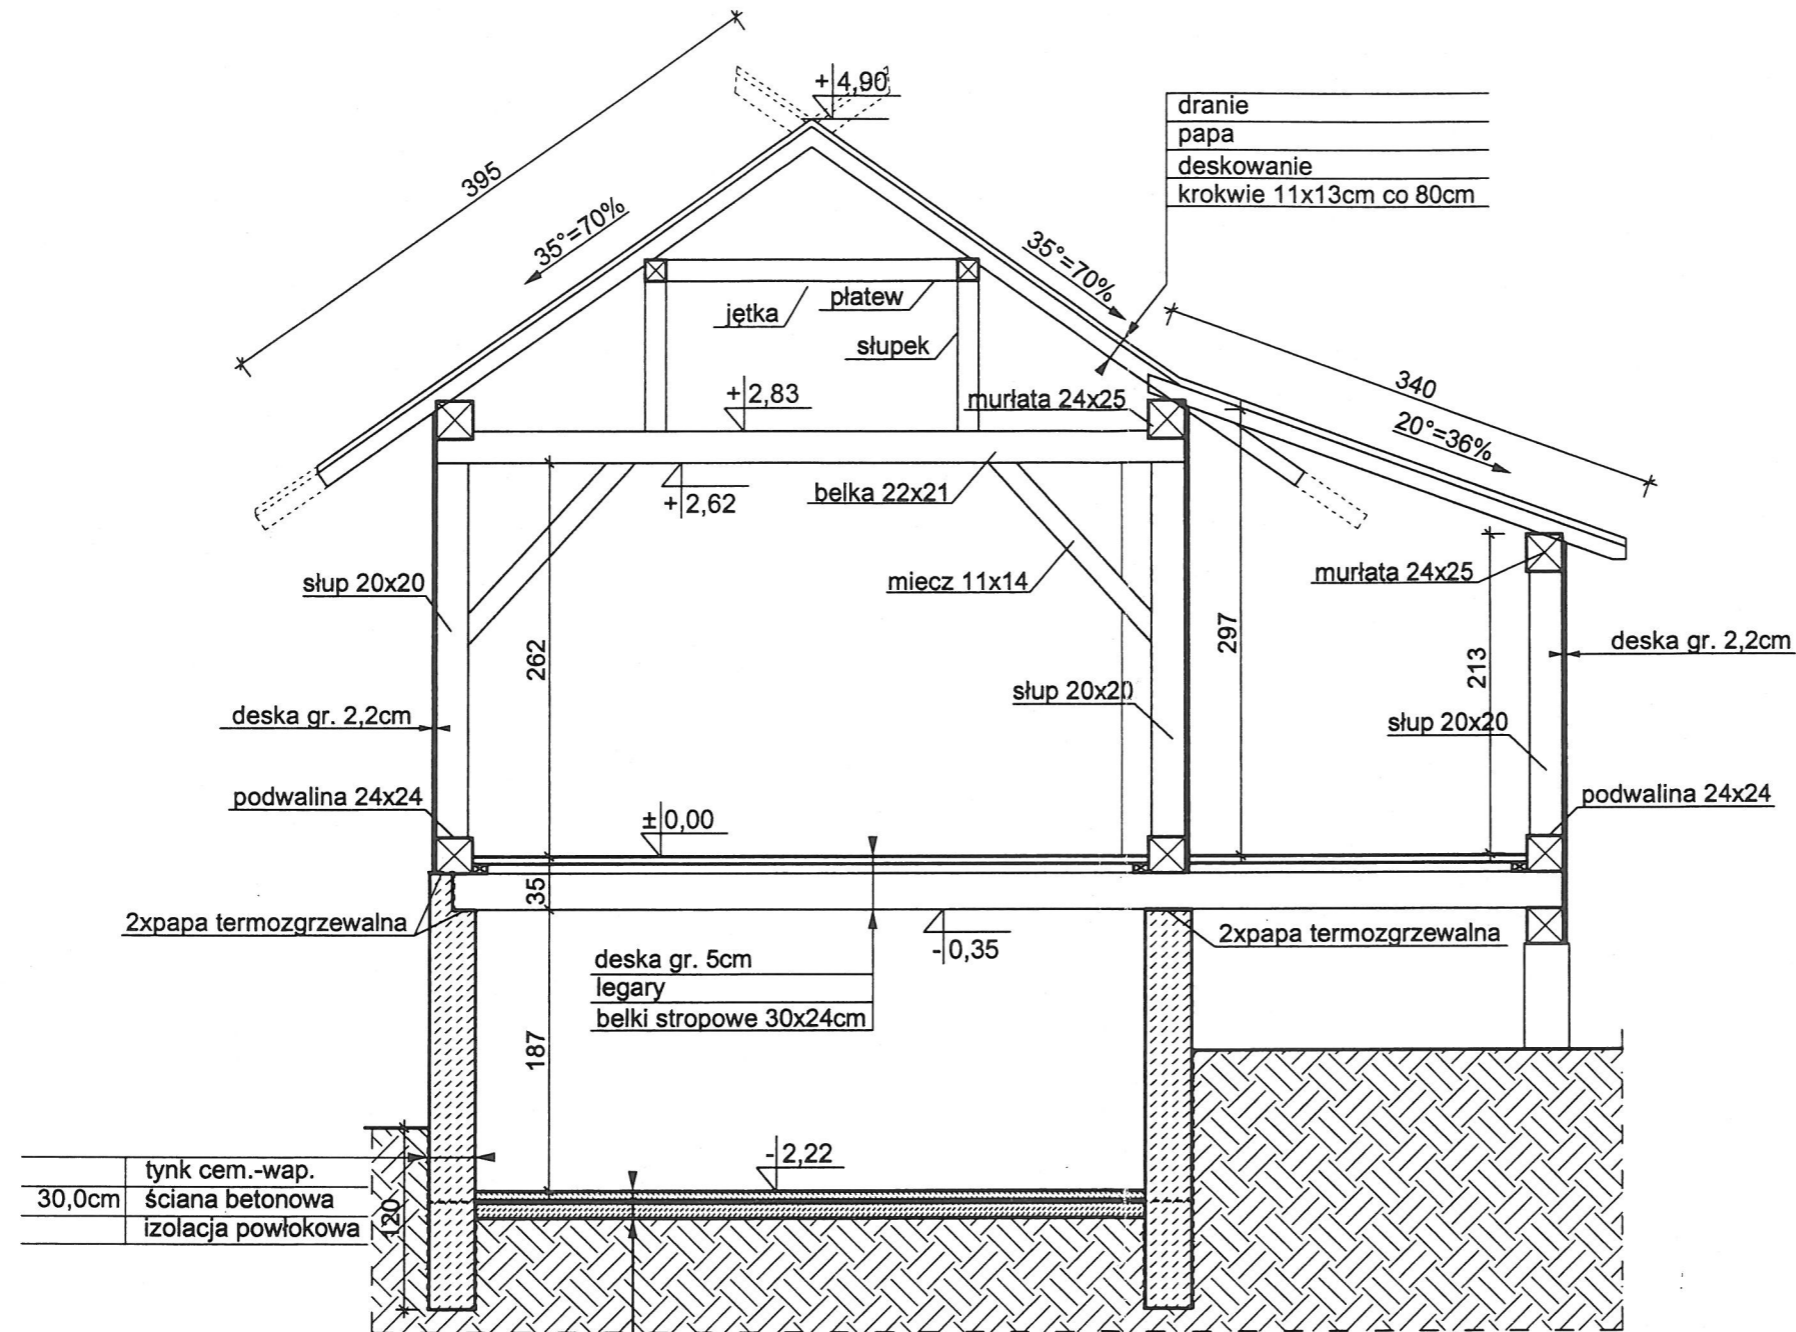 395
+4,90
dranie
papa
deskowanie
krokwie 11x13cm co 80cm
35°=70%
35°=70%
jętka
płatew
słupek
340
20°=36%
+2,83
murłata 24x25
+2,62
belka 22x21
miecz 11x14
murłata 24x25
słup 20x20
262
297
213
deska gr. 2,2cm
słup 20x20
deska gr. 2,2cm
słup 20x20
podwalina 24x24
±0,00
podwalina 24x24
35
2xpapa termozgrzewalna
2xpapa termozgrzewalna
-0,35
deska gr. 5cm
legary
belki stropowe 30x24cm
187
-2,22
tynk cem.-wap.
30,0cm ściana betonowa
izolacja powłokowa
120